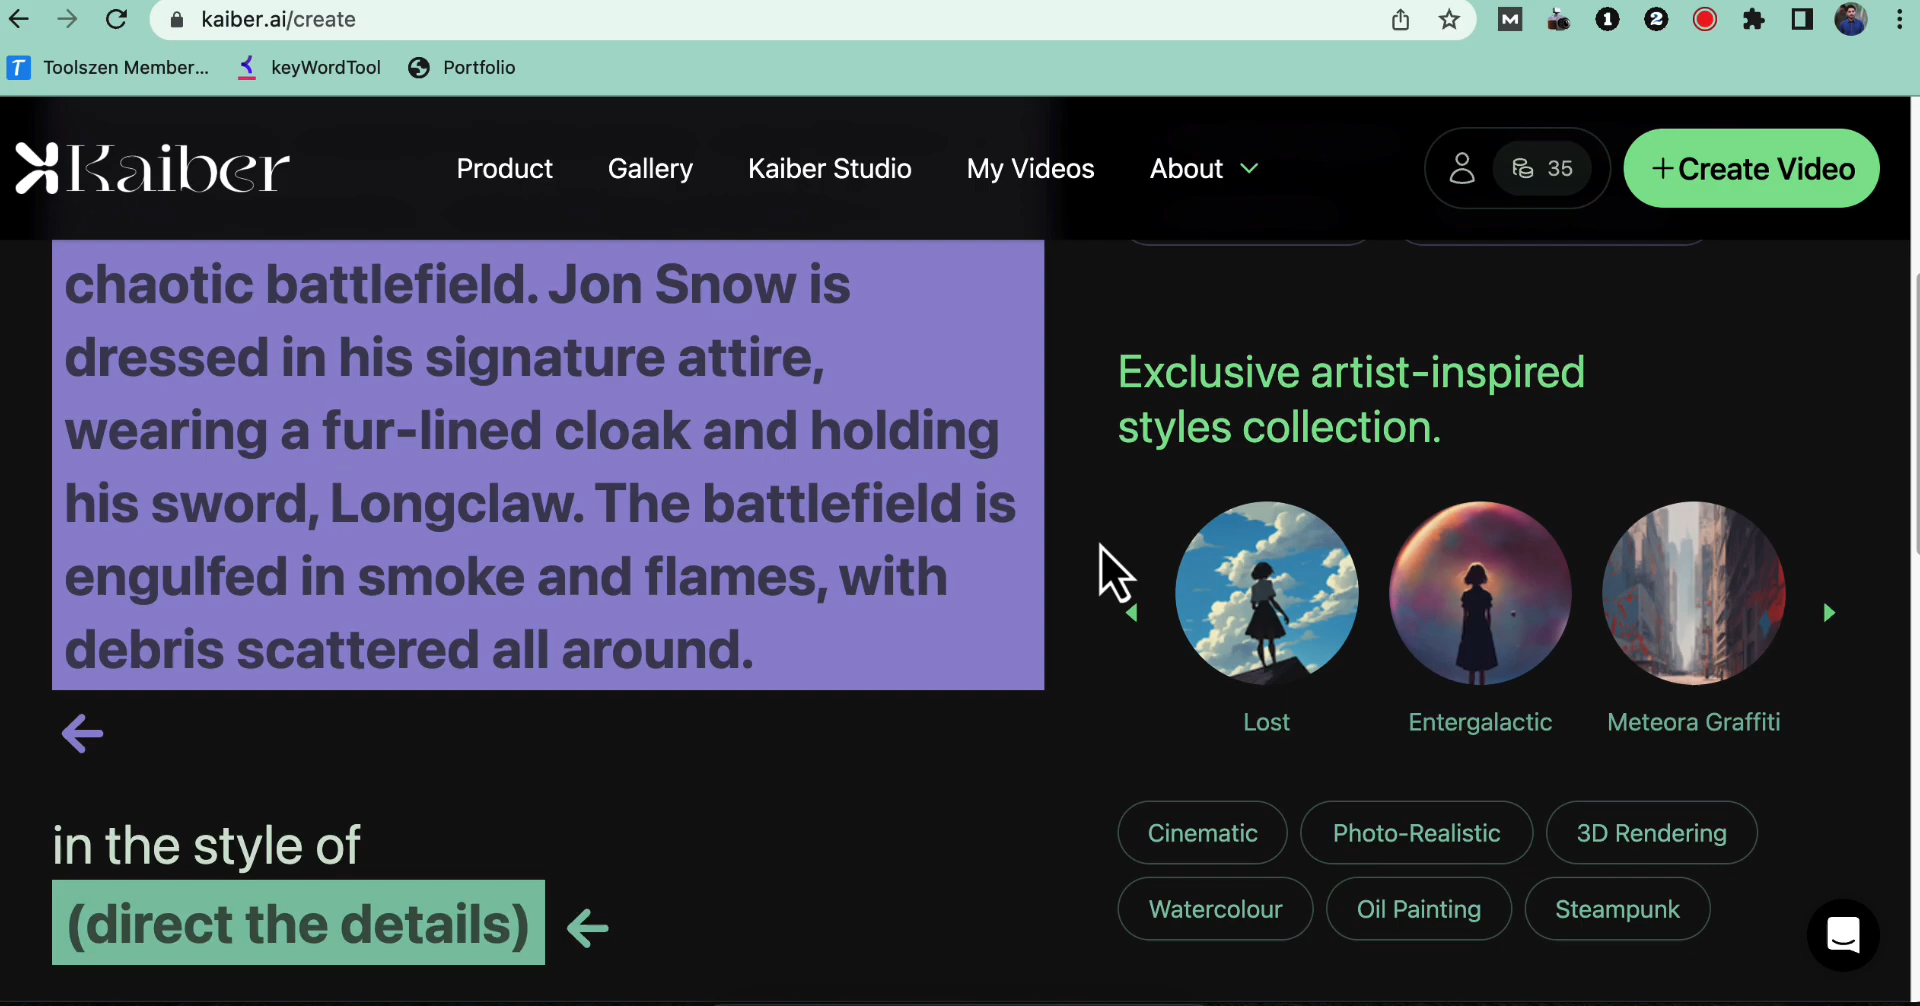 kaiber.ai/create
Toolszen Member...
keyWordTool
Portfolio
Kaiber
Product
Gallery
Kaiber Studio
My Videos
About
35
+Create Video
chaotic battlefield. Jon Snow is
dressed in his signature attire,
wearing a fur-lined cloak and holding
his sword, Longclaw. The battlefield is
engulfed in smoke and flames, with
debris scattered all around.
in the style of
(direct the details)
Exclusive artist-inspired
styles collection.
Lost
Entergalactic
Meteora Graffiti
Cinematic
Photo-Realistic
3D Rendering
Watercolour
Oil Painting
Steampunk